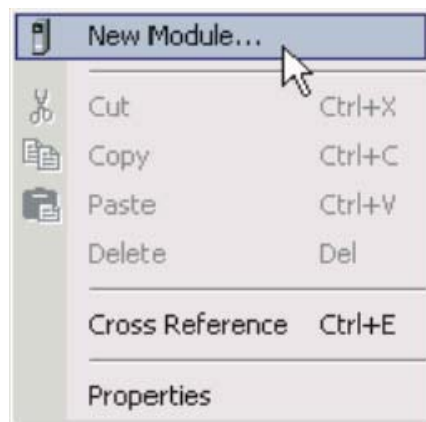 New Module...
Cut Ctrl+X
Copy Ctrl+C
Paste Ctrl+V
Delete Del
Cross Reference Ctrl+E
Properties